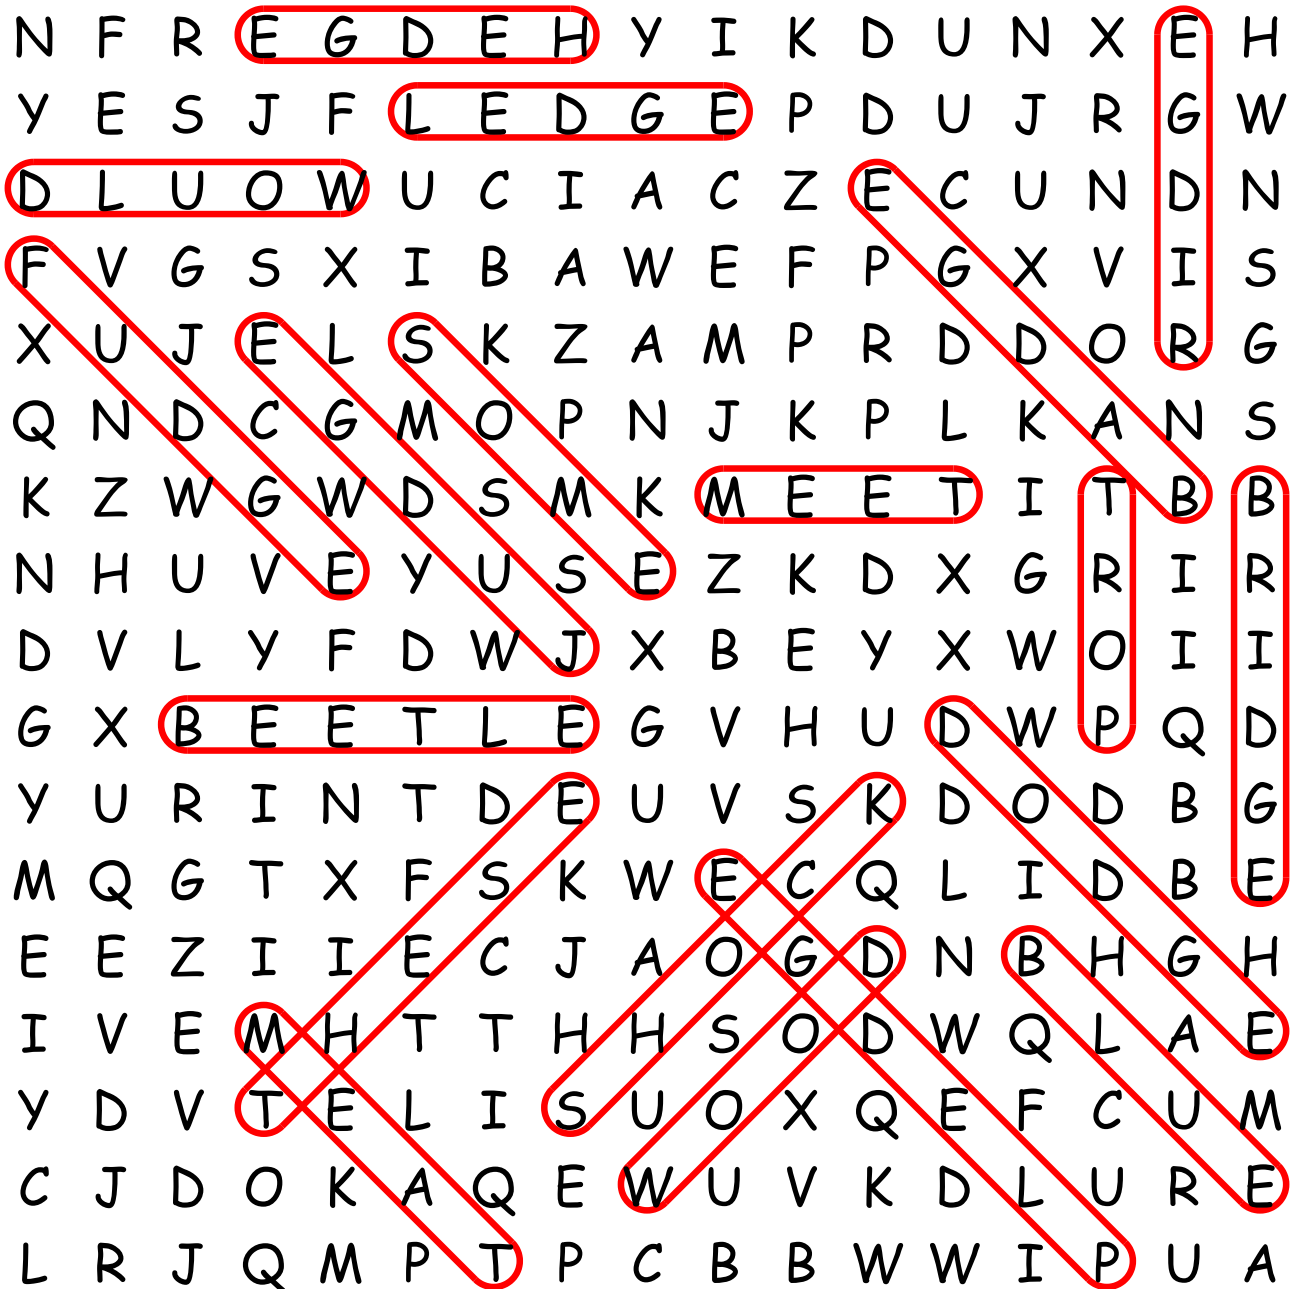 N F R E G D E H Y I K D U N X E H
Y E S J F L E D G E P D U J R G W
D L U O W U C I A C Z E C U N D N
F V G S X I B A W E F P G X V I S
X U J E L S K Z A M P R D D O R G
Q N D C G M O P N J K P L K A N S
K Z W G W D S M K M E E T I T B B
N H U V E Y U S E Z K D X G R I R
D V L Y F D W J X B E Y X W O I I
G X B E E T L E G V H U D W P Q D
Y U R I N T D E U V S K D O D B G
M Q G T X F S K W E C Q L I D B E
E E Z I I E C J A O G D N B H G H
I V E M H T T H H S O D W Q L A E
Y D V T E L I S U O X Q E F C U M
C J D O K A Q E W U V K D L U R E
L R J Q M P T P C B B W W I P U A